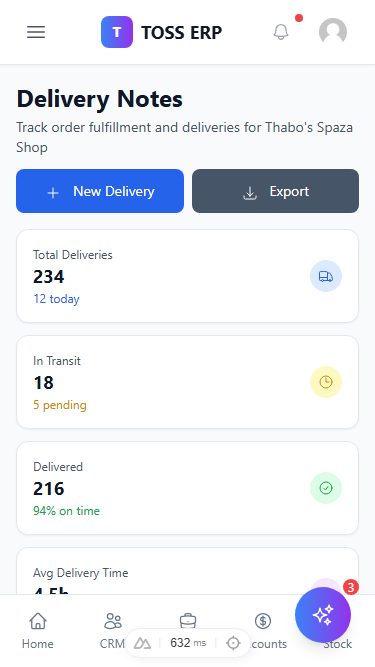 T TOSS ERP
Delivery Notes
Track order fulfillment and deliveries for Thabo's Spaza
Shop
New Delivery
Export
Total Deliveries
234
12 today
In Transit
18
5 pending
Delivered
216
94% on time
Avg Delivery Time
4.5h
3
Home
CRM
632 ms
counts
Stock